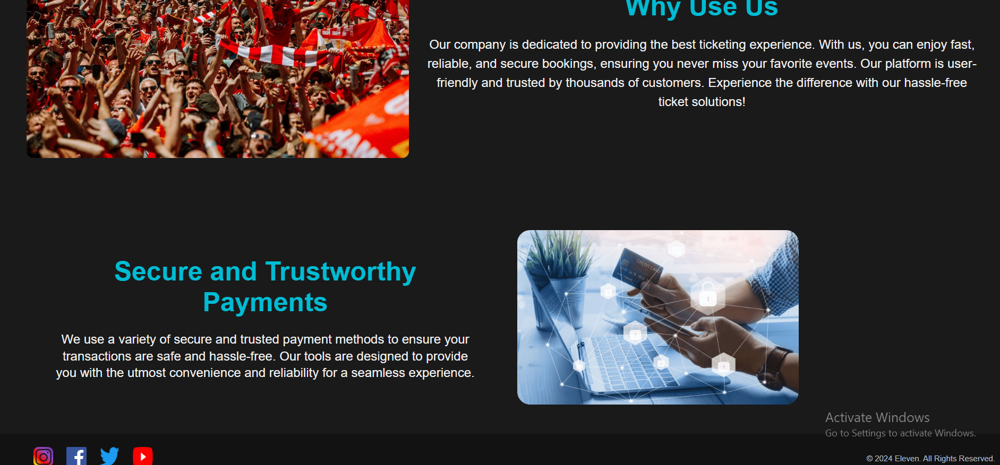 Why Use Us
Our company is dedicated to providing the best ticketing experience. With us, you can enjoy fast,
reliable, and secure bookings, ensuring you never miss your favorite events. Our platform is user-
friendly and trusted by thousands of customers. Experience the difference with our hassle-free
ticket solutions!
Secure and Trustworthy
Payments
We use a variety of secure and trusted payment methods to ensure your
transactions are safe and hassle-free. Our tools are designed to provide
you with the utmost convenience and reliability for a seamless experience.
CREDIT CARD
Activate Windows
Go to Settings to activate Windows.
© 2024 Eleven. All Rights Reserved.